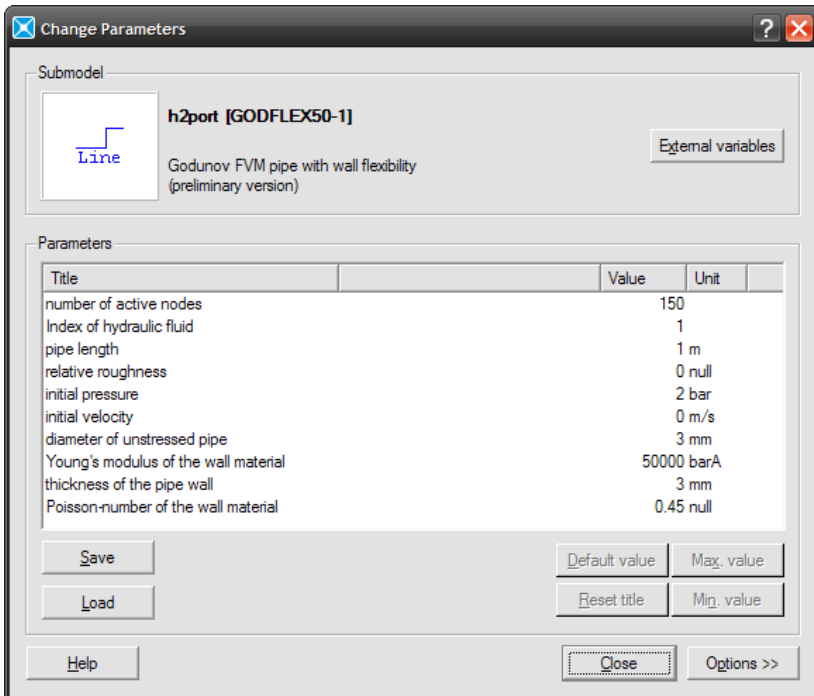 Change Parameters
Submodel
Line
h2port [GODFLEX50-1]
Godunov FVM pipe with wall flexibility
(preliminary version)
External variables
Parameters
Title Value Unit
number of active nodes 150
Index of hydraulic fluid 1
pipe length 1 m
relative roughness 0 null
initial pressure 2 bar
initial velocity 0 m/s
diameter of unstressed pipe 3 mm
Young's modulus of the wall material 50000 barA
thickness of the pipe wall 3 mm
Poisson-number of the wall material 0.45 null
Save Default value Max. value
Load Reset title Min. value
Help Close Options >>